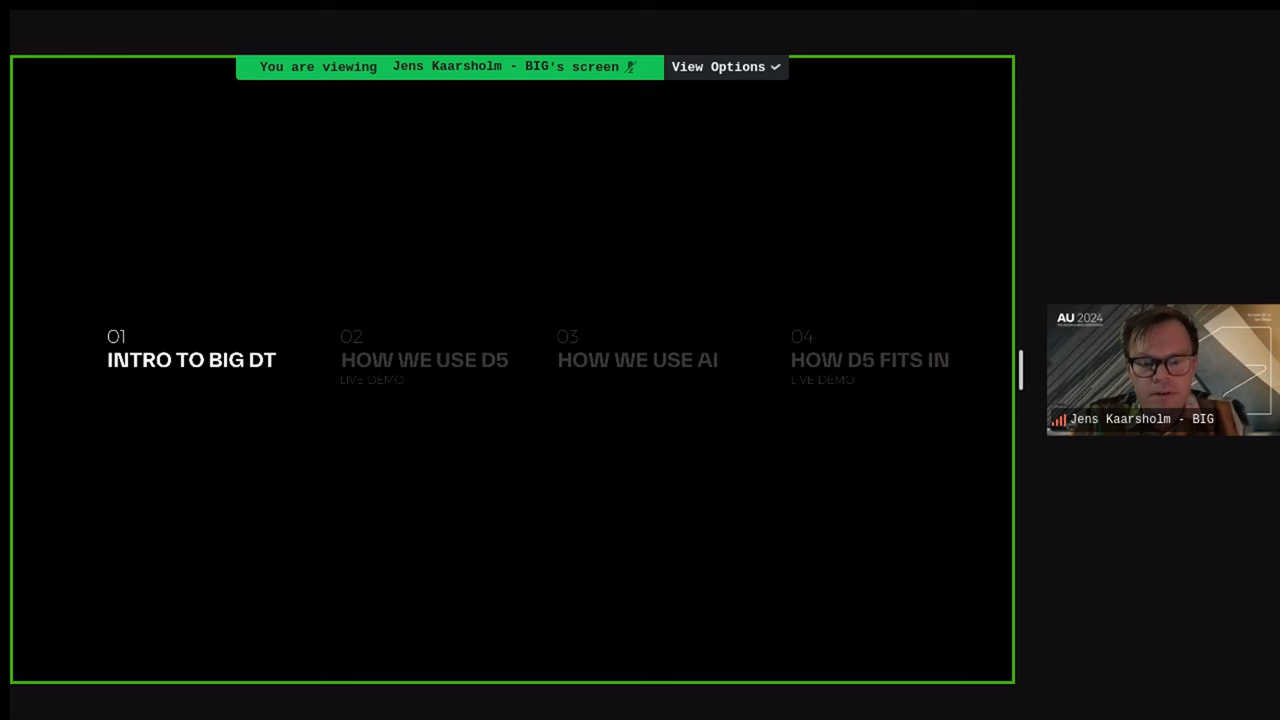 You are viewing Jens Kaarsholm - BIG's screen
View Options
01
INTRO TO BIG DT
02
HOW WE USE D5
LIVE DEMO
03
HOW WE USE AI
04
HOW D5 FITS IN
LIVE DEMO
AU 2024
Jens Kaarsholm - BIG